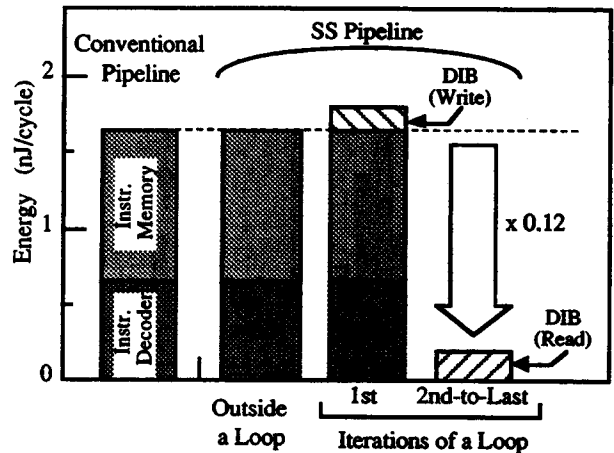 Conventional
Pipeline
SS Pipeline
DIB
(Write)
Energy (nJ/cycle)
2
1
0
Instr.
Memory
Instr.
Decoder
x 0.12
DIB
(Read)
Outside
a Loop
1st
2nd-to-Last
Iterations of a Loop